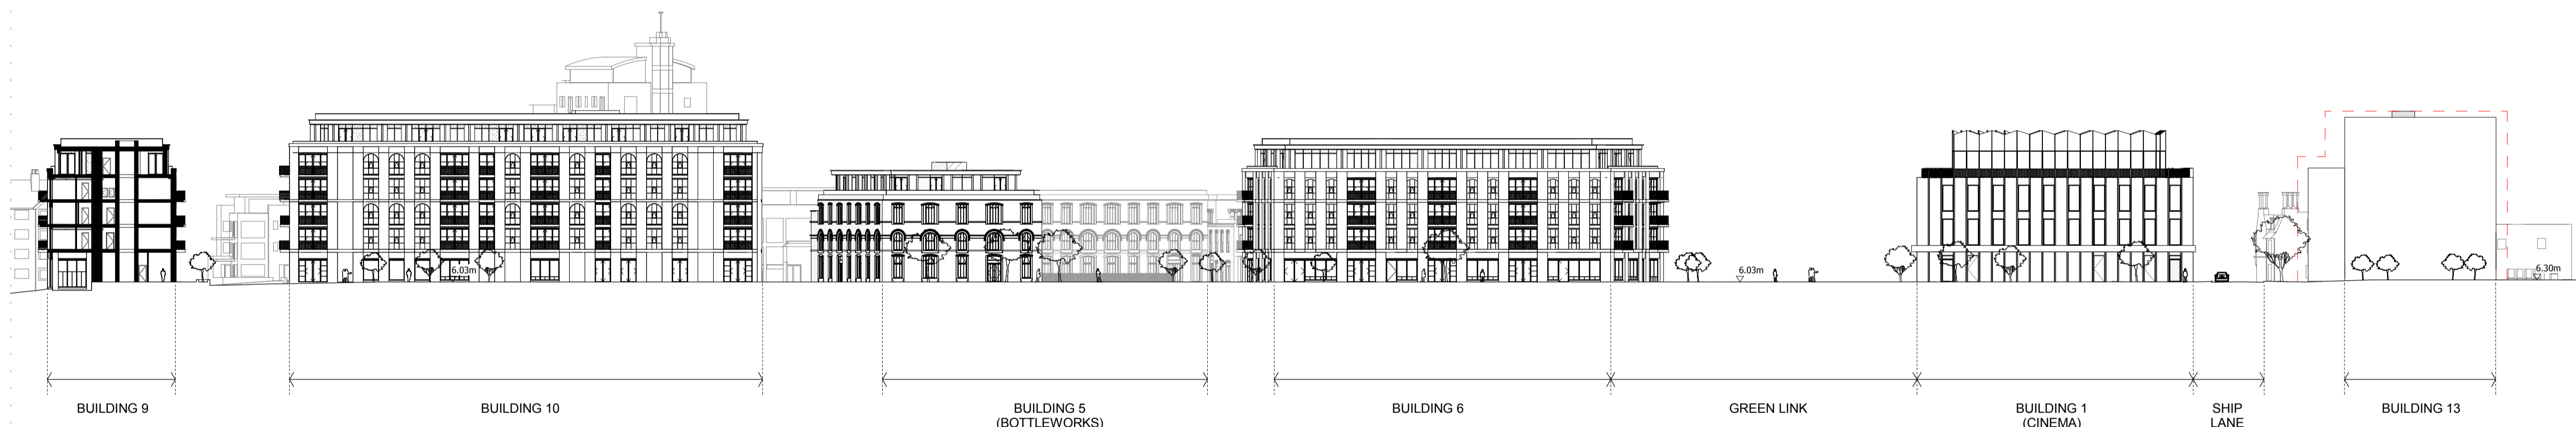 6.03m
6.03m
6.30m
BUILDING 9
BUILDING 10
BUILDING 5
(BOTTLEWORKS)
BUILDING 6
GREEN LINK
BUILDING 1
(CINEMA)
SHIP
LANE
BUILDING 13